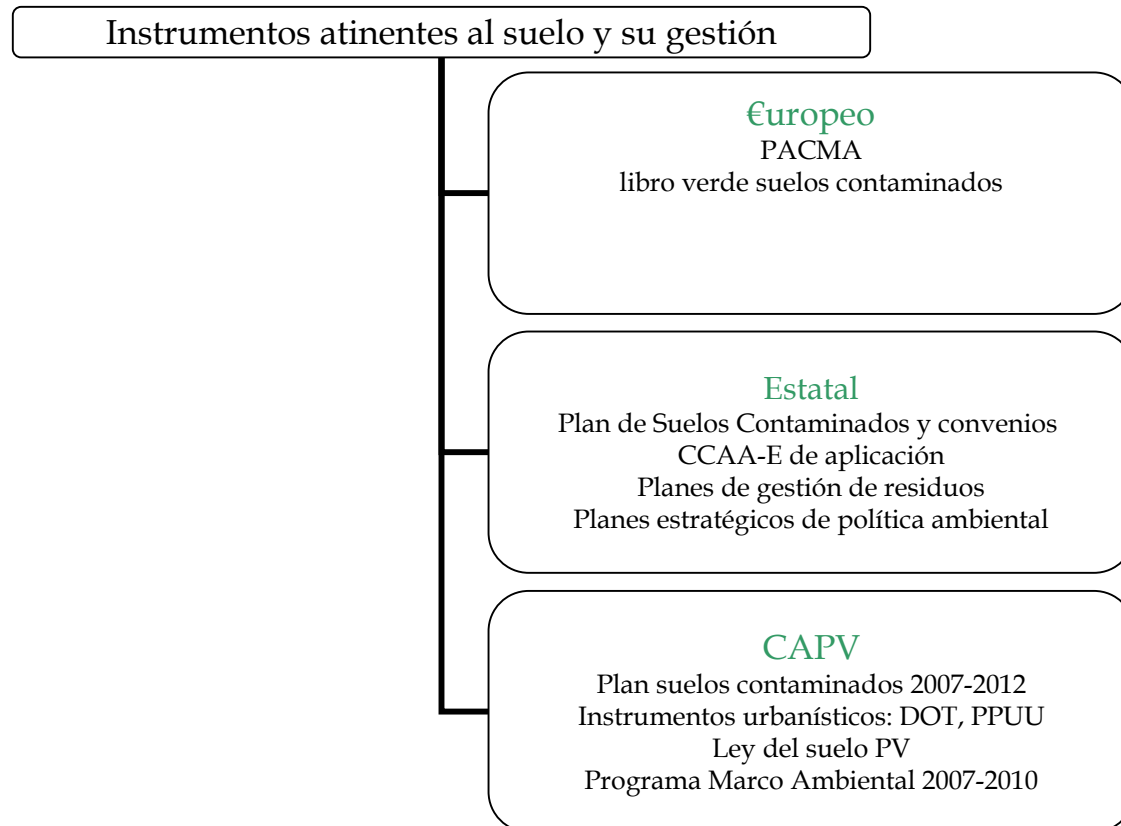 Instrumentos atinentes al suelo y su gestión
€uropeo
PACMA
libro verde suelos contaminados
Estatal
Plan de Suelos Contaminados y convenios
CCAA-E de aplicación
Planes de gestión de residuos
Planes estratégicos de política ambiental
CAPV
Plan suelos contaminados 2007-2012
Instrumentos urbanísticos: DOT, PPUU
Ley del suelo PV
Programa Marco Ambiental 2007-2010